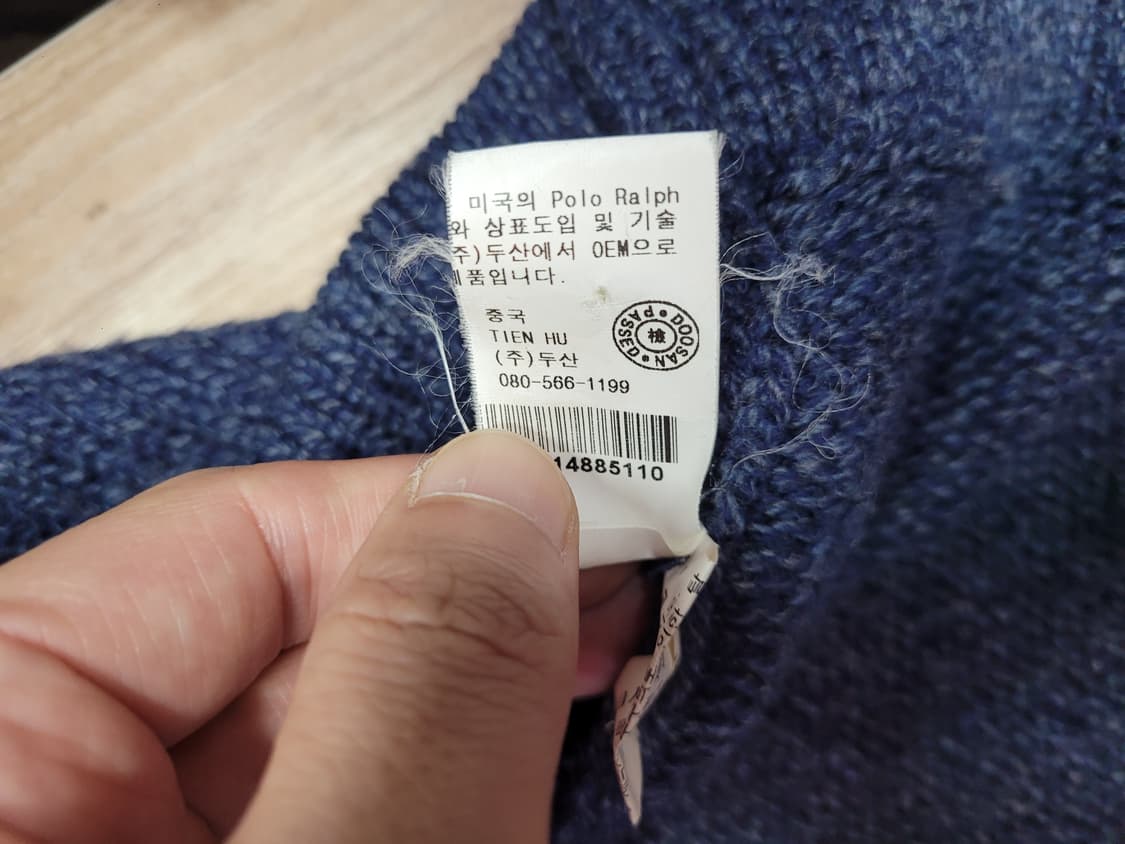 미국의 Polo Ralph
와 상표도입 및 기술
주)두산에서 OEM으로
제품입니다.
중국
TIEN HU
(주)두산
080-566-1199
DOOSAN PASSED
檢
14885110